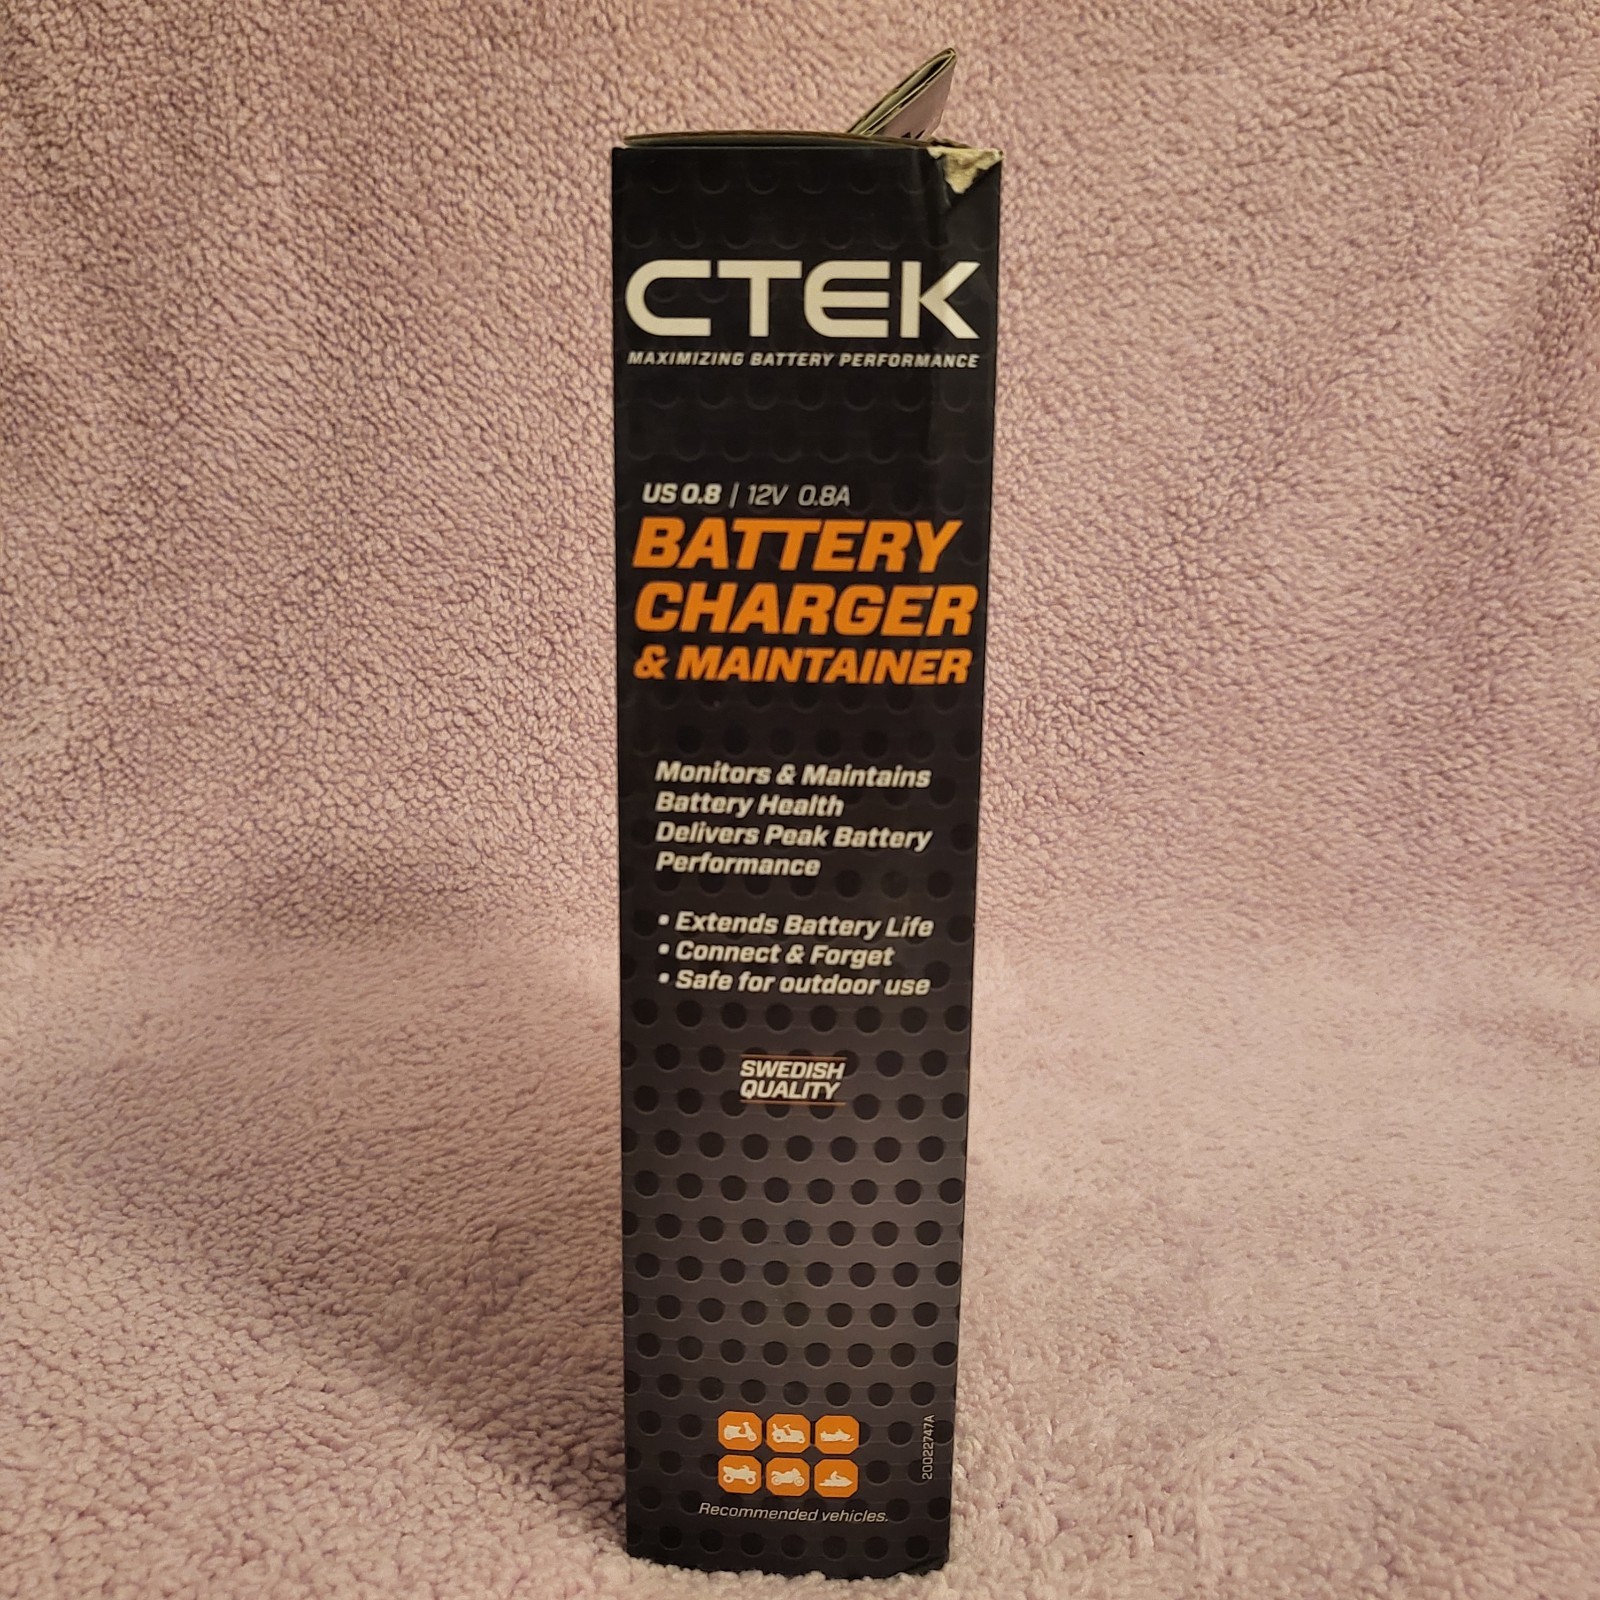 CTEK
MAXIMIZING BATTERY PERFORMANCE
US 0.8 | 12V 0.8A
BATTERY
CHARGER
& MAINTAINER
Monitors & Maintains
Battery Health
Delivers Peak Battery
Performance
• Extends Battery Life
• Connect & Forget
• Safe for outdoor use
SWEDISH
QUALITY
20022747A
Recommended vehicles.